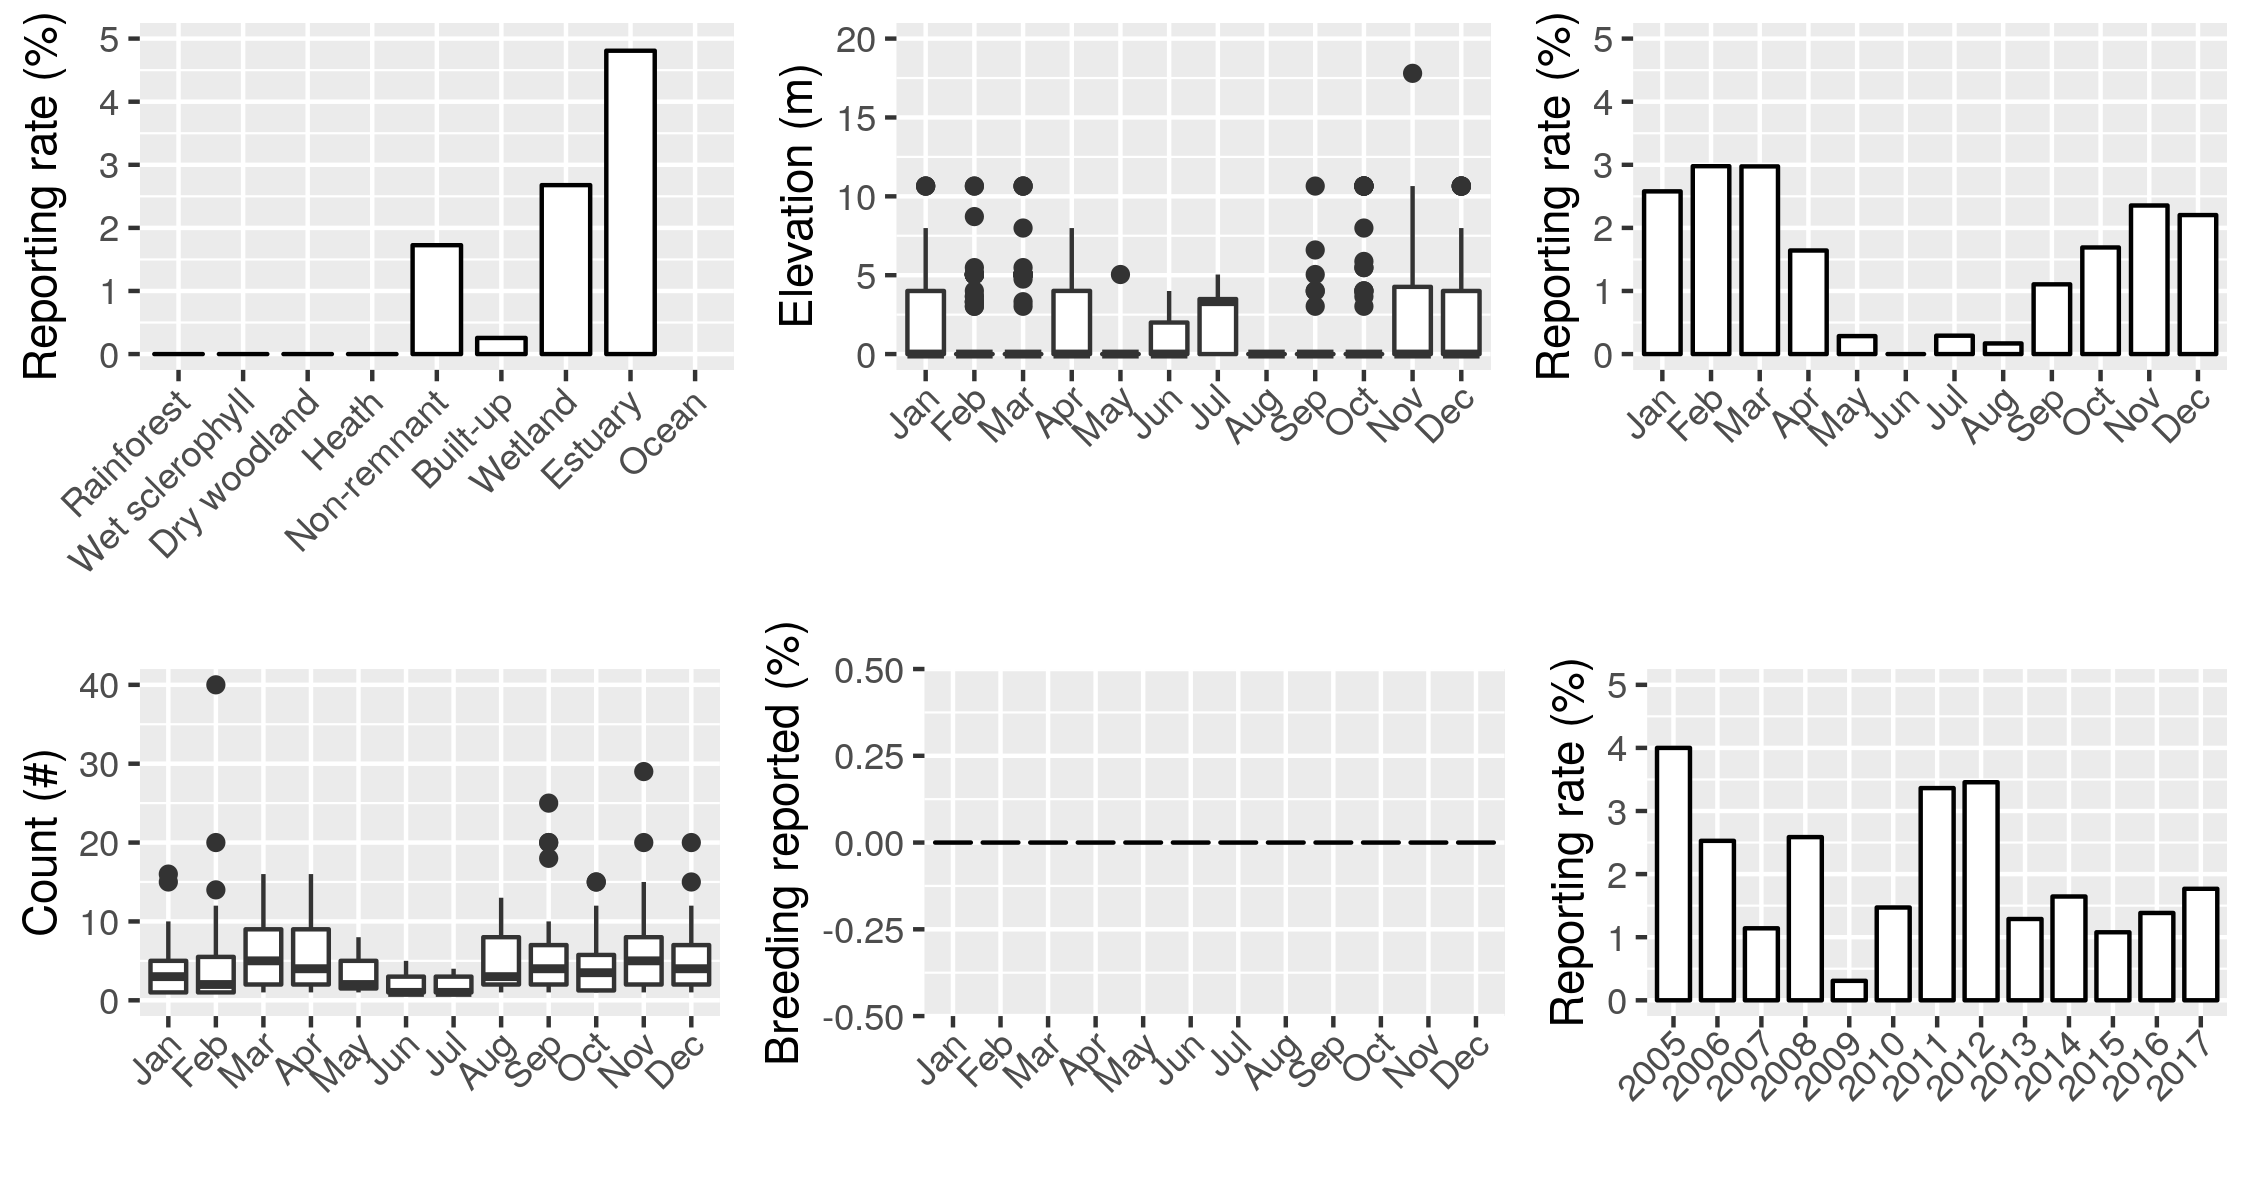 Reporting rate (%)
5
4
3
2
1
0
Rainforest
Wet sclerophyll
Dry woodland
Heath
Non-remnant
Built-up
Wetland
Estuary
Ocean
Elevation (m)
20
15
10
5
0
Jan
Feb
Mar
Apr
May
Jun
Jul
Aug
Sep
Oct
Nov
Dec
Reporting rate (%)
5
4
3
2
1
0
Jan
Feb
Mar
Apr
May
Jun
Jul
Aug
Sep
Oct
Nov
Dec
Count (#)
40
30
20
10
0
Jan
Feb
Mar
Apr
May
Jun
Jul
Aug
Sep
Oct
Nov
Dec
Breeding reported (%)
0.50
0.25
0.00
-0.25
-0.50
Jan
Feb
Mar
Apr
May
Jun
Jul
Aug
Sep
Oct
Nov
Dec
Reporting rate (%)
5
4
3
2
1
0
2005
2006
2007
2008
2009
2010
2011
2012
2013
2014
2015
2016
2017